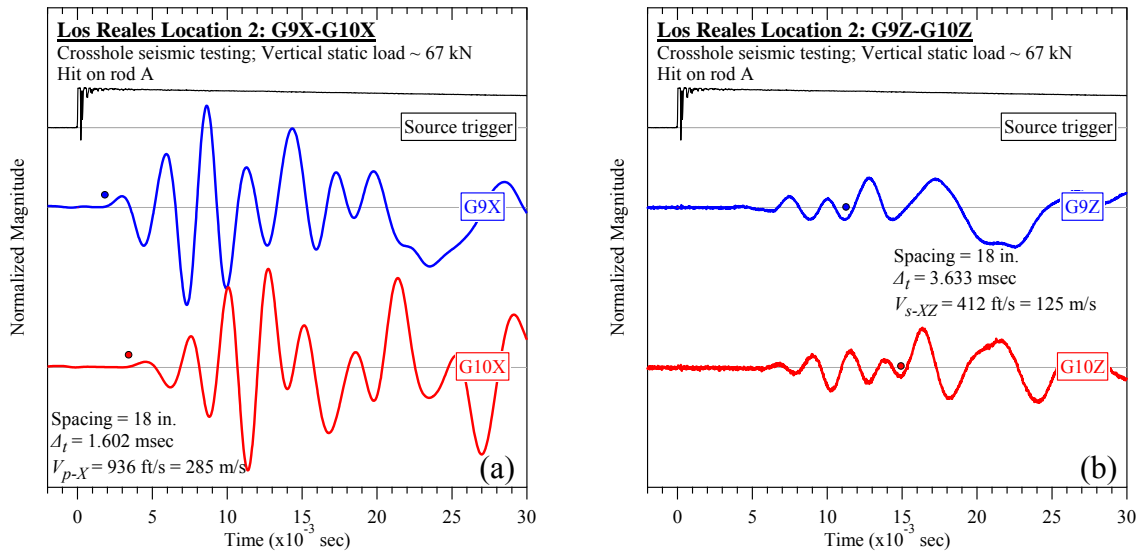 Los Reales Location 2: G9X-G10X
Crosshole seismic testing; Vertical static load ~ 67 kN
Hit on rod A
Source trigger
G9X
G10X
Spacing = 18 in.
Δt = 1.602 msec
Vp-X = 936 ft/s = 285 m/s
(a)
Normalized Magnitude
0
5
10
15
20
25
30
Time (x10-3 sec)
Los Reales Location 2: G9Z-G10Z
Crosshole seismic testing; Vertical static load ~ 67 kN
Hit on rod A
Source trigger
G9Z
Spacing = 18 in.
Δt = 3.633 msec
Vs-XZ = 412 ft/s = 125 m/s
G10Z
(b)
Normalized Magnitude
0
5
10
15
20
25
30
Time (x10-3 sec)